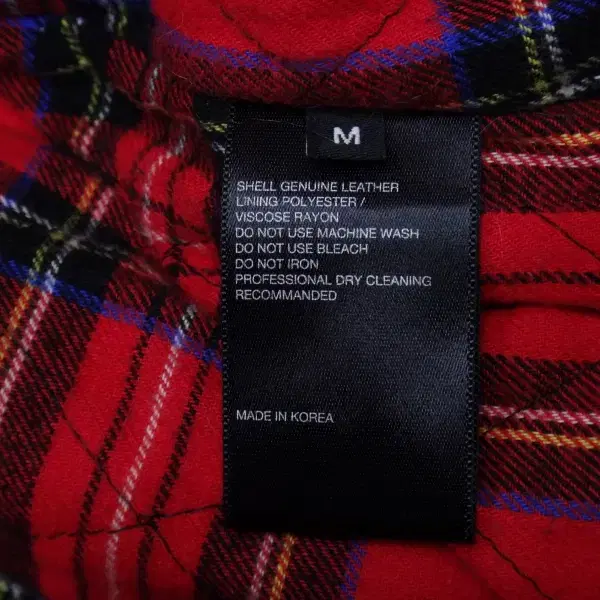 M
SHELL GENUINE LEATHER
LINING POLYESTER /
VISCOSE RAYON
DO NOT USE MACHINE WASH
DO NOT USE BLEACH
DO NOT IRON
PROFESSIONAL DRY CLEANING
RECOMMANDED
MADE IN KOREA